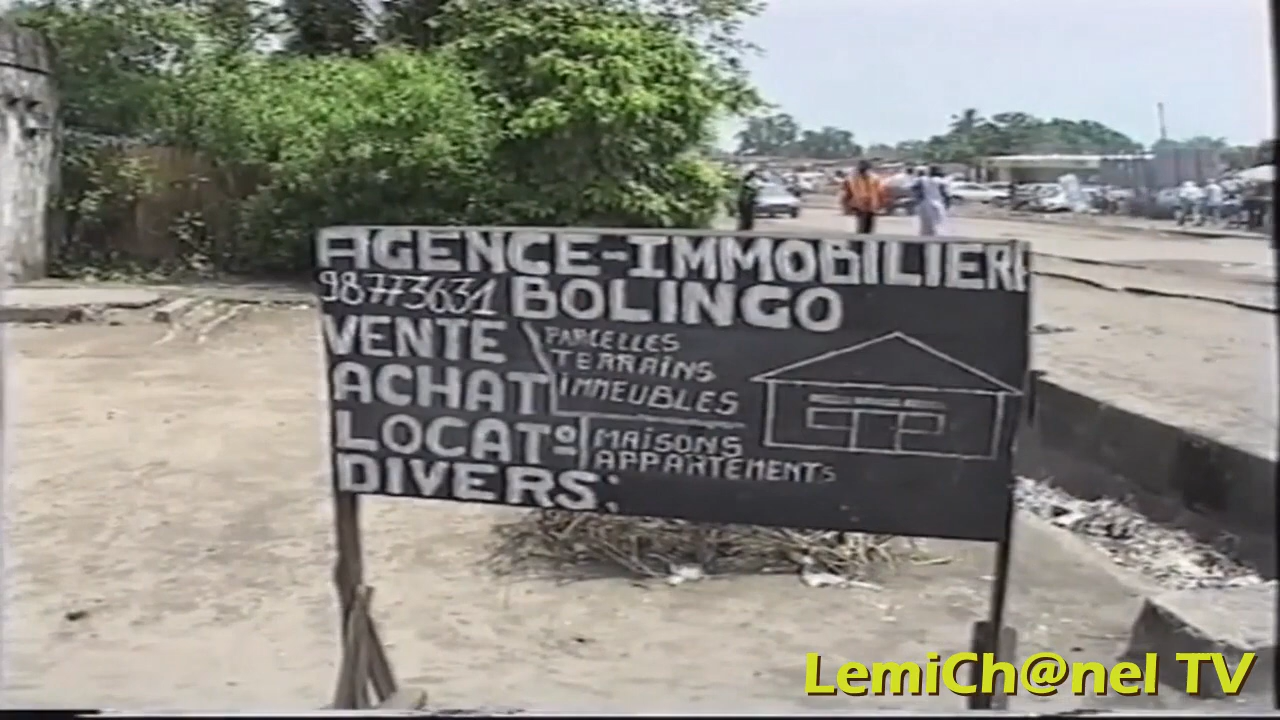 AGENCE-IMMOBILIERE
98773631 BOLINGO
VENTE
ACHAT
PARCELLES
TERRAINS
IMMEUBLES
LOCATº
MAISONS
APPARTEMENTS
DIVERS:
LemiCh@nel TV